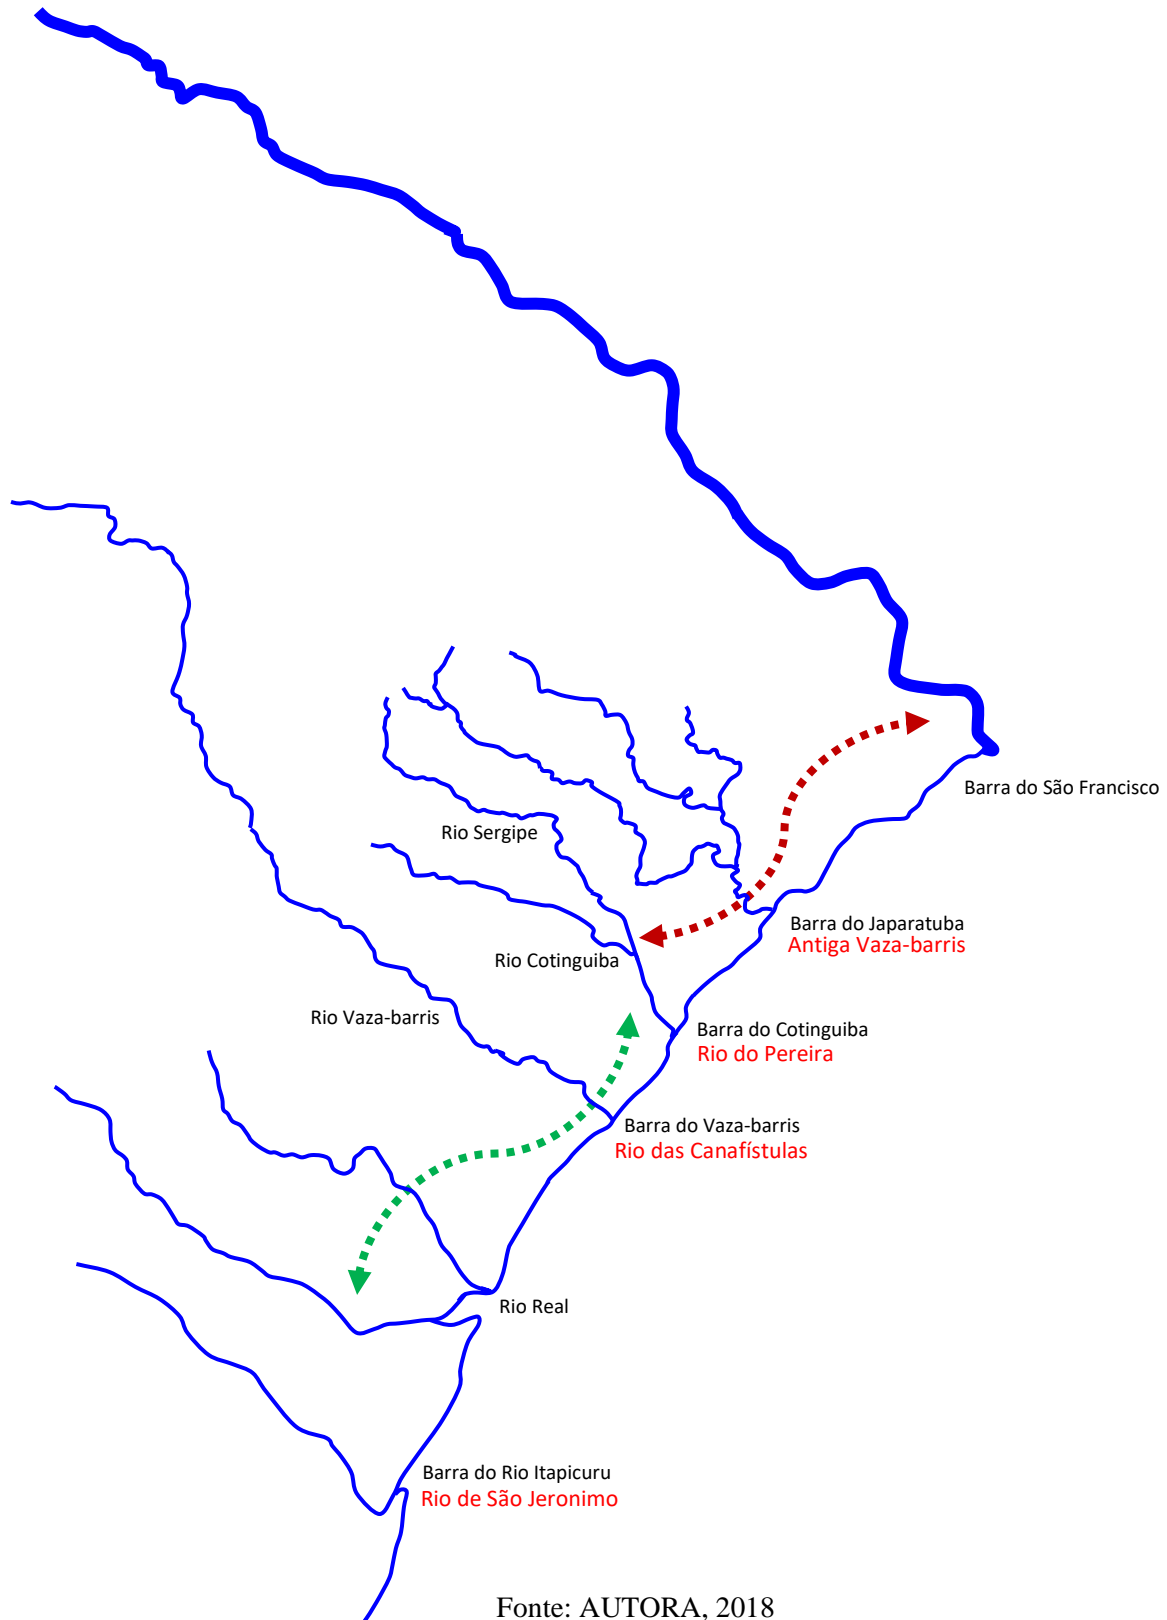 Barra do São Francisco
Rio Sergipe
Barra do Japaratuba
Antiga Vaza-barris
Rio Cotinguiba
Rio Vaza-barris
Barra do Cotinguiba
Rio do Pereira
Barra do Vaza-barris
Rio das Canafístulas
Rio Real
Barra do Rio Itapicuru
Rio de São Jeronimo
Fonte: AUTORA, 2018